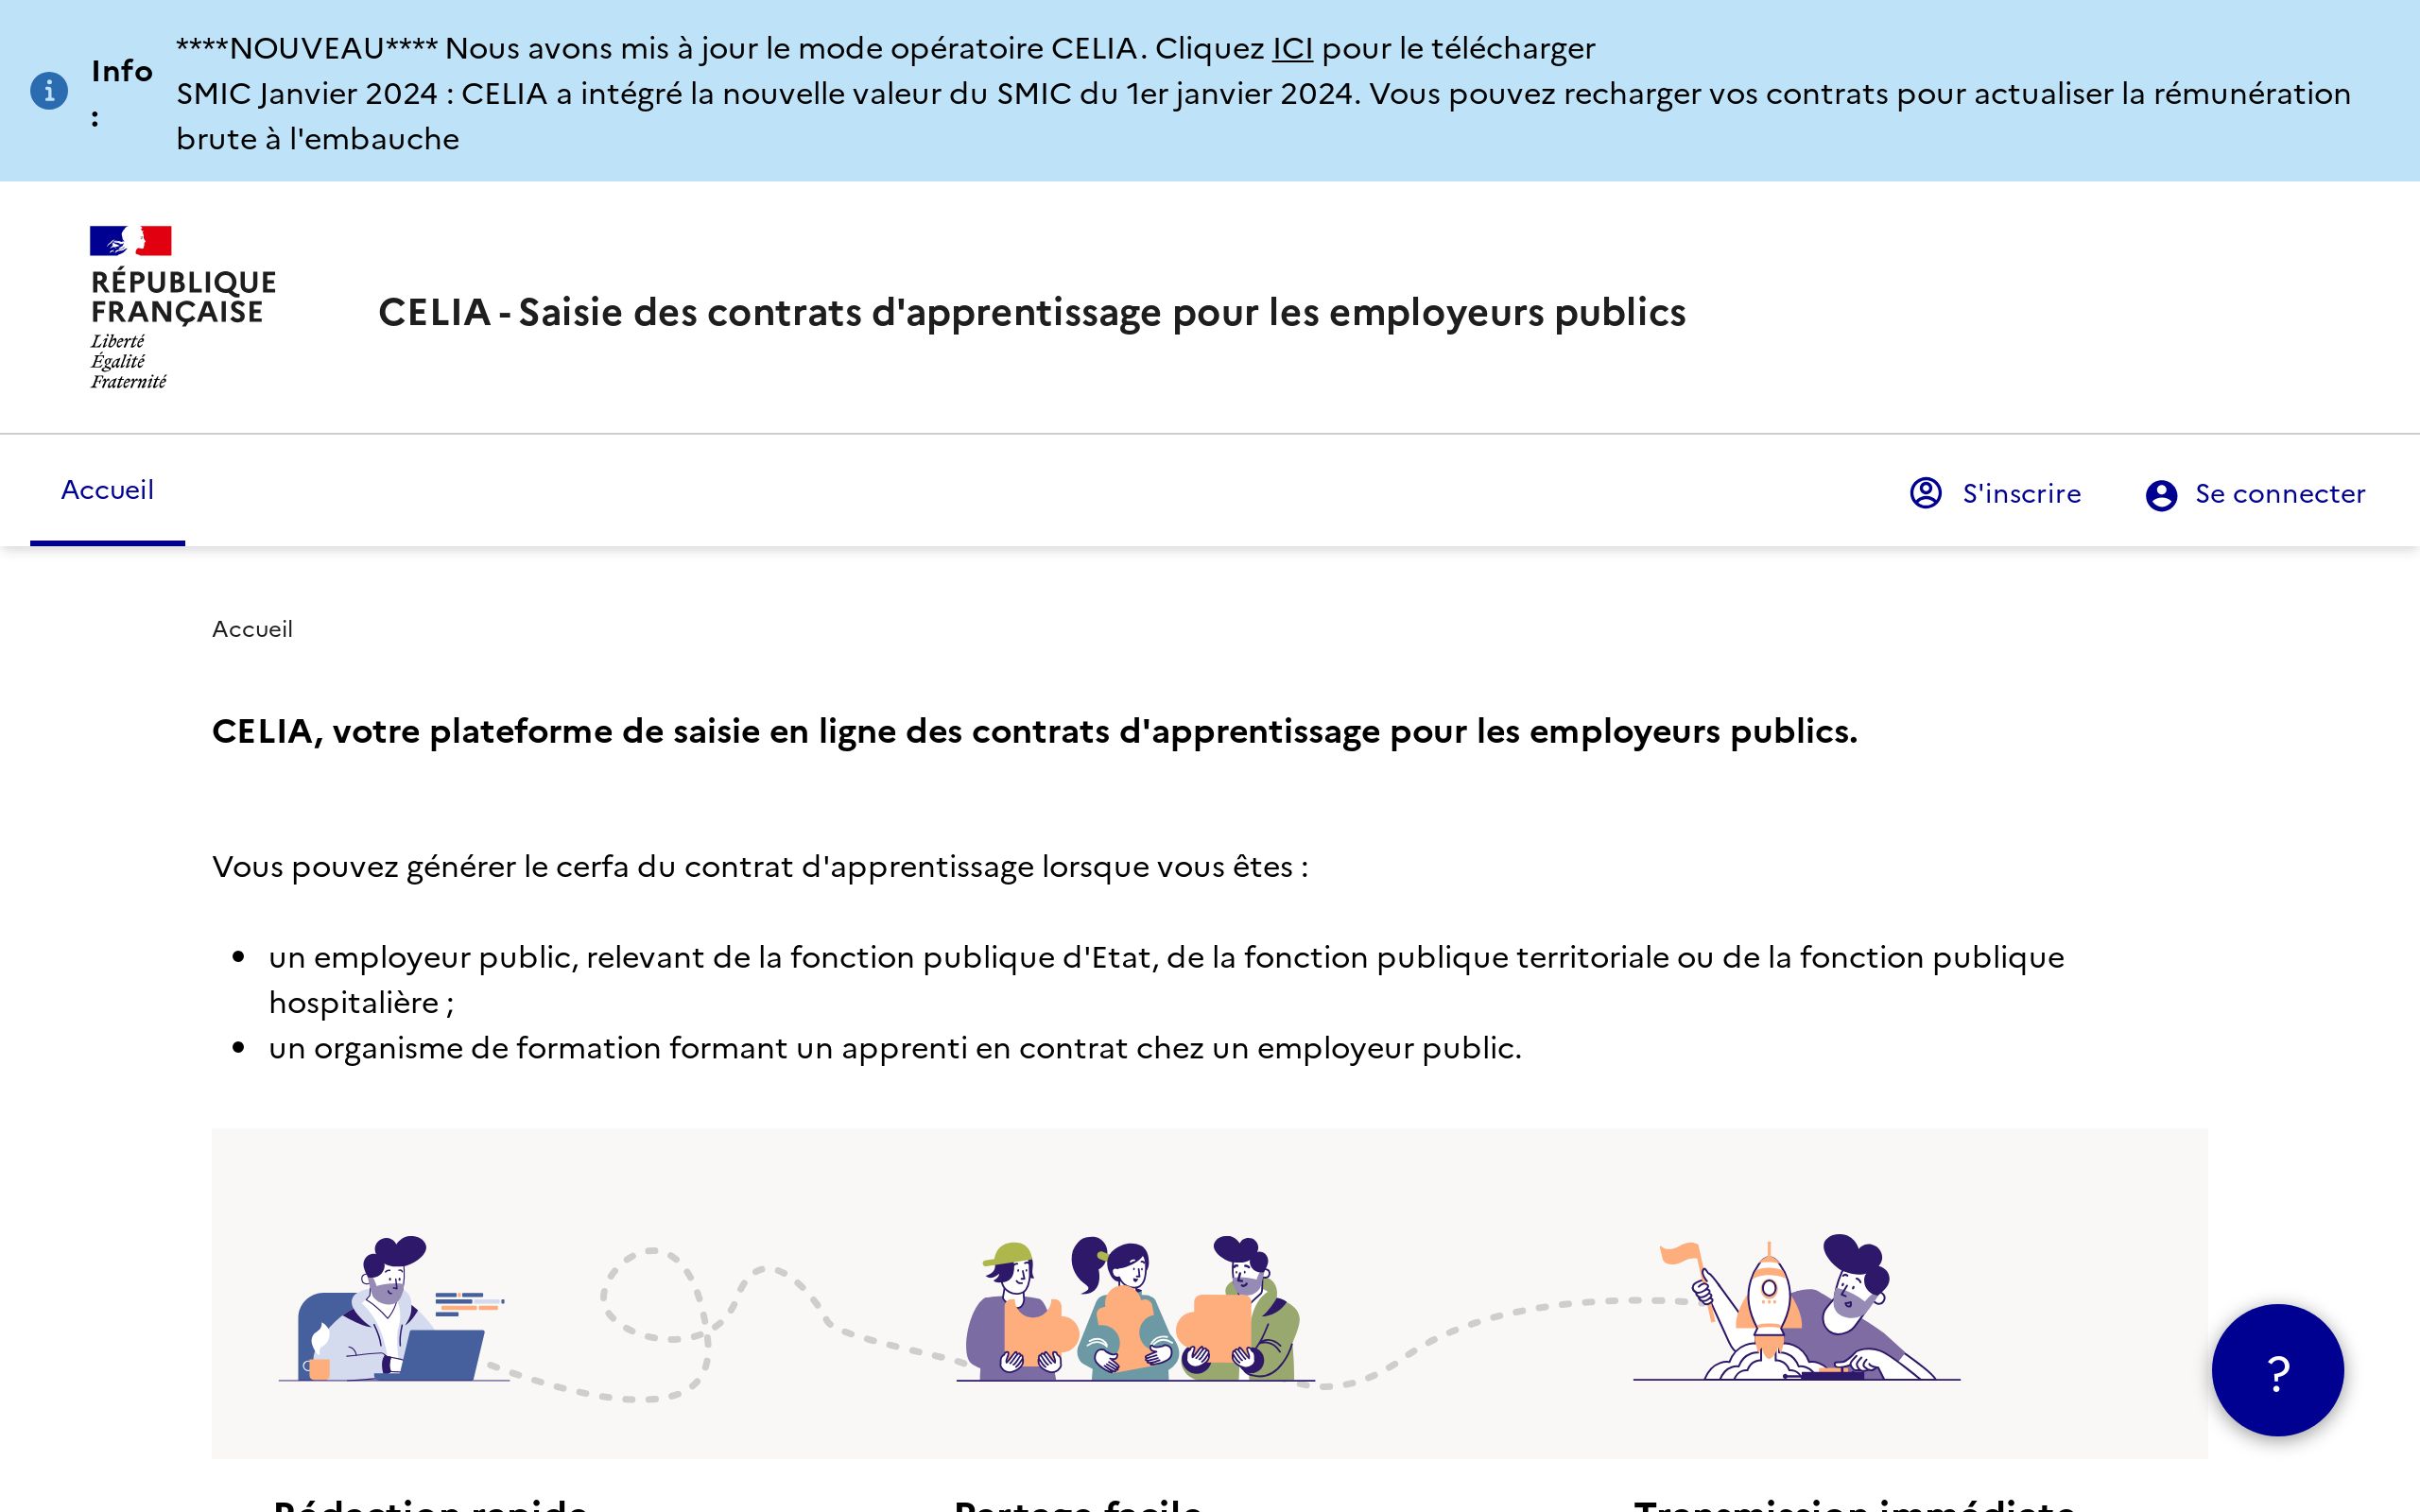 ****NOUVEAU**** Nous avons mis à jour le mode opératoire CELIA. Cliquez ICI pour le télécharger
Info :
SMIC Janvier 2024 : CELIA a intégré la nouvelle valeur du SMIC du 1er janvier 2024. Vous pouvez recharger vos contrats pour actualiser la rémunération
brute à l'embauche
RÉPUBLIQUE
FRANÇAISE
Liberté
Égalité
Fraternité
CELIA - Saisie des contrats d'apprentissage pour les employeurs publics
Accueil
S'inscrire
Se connecter
Accueil
CELIA, votre plateforme de saisie en ligne des contrats d'apprentissage pour les employeurs publics.
Vous pouvez générer le cerfa du contrat d'apprentissage lorsque vous êtes :
un employeur public, relevant de la fonction publique d'Etat, de la fonction publique territoriale ou de la fonction publique
hospitalière ;
un organisme de formation formant un apprenti en contrat chez un employeur public.
?
Rédaction rapide
Partage facile
Transmission immédiate